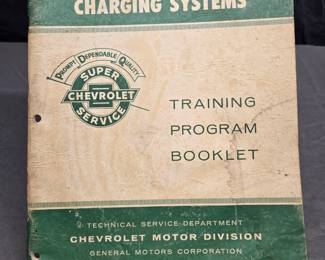 CHARGING SYSTEMS
PROMPT DEPENDABLE QUALITY
SUPER
CHEVROLET
SERVICE
TRAINING
PROGRAM
BOOKLET
TECHNICAL SERVICE DEPARTMENT
CHEVROLET MOTOR DIVISION
GENERAL MOTORS CORPORATION